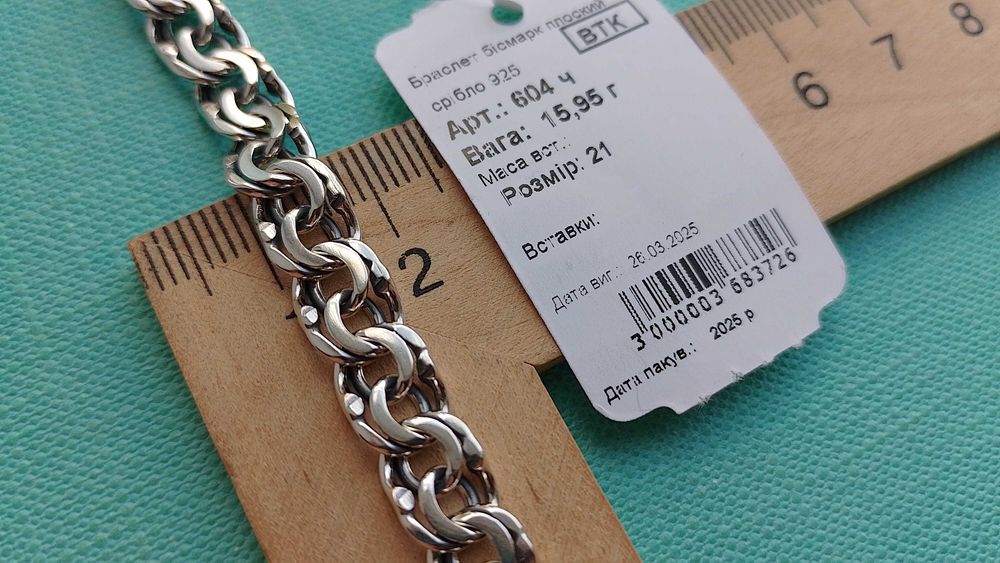 Браслет бісмарк плоский
ВТК
срібло 925
Арт.: 604 ч
Вага: 15,95 г
Маса вст.:
Розмір: 21
Вставки:
Дата виг.: 26.03.2025
3 000003 683726
Дата пакув.: 2025 р
2
6
7
8